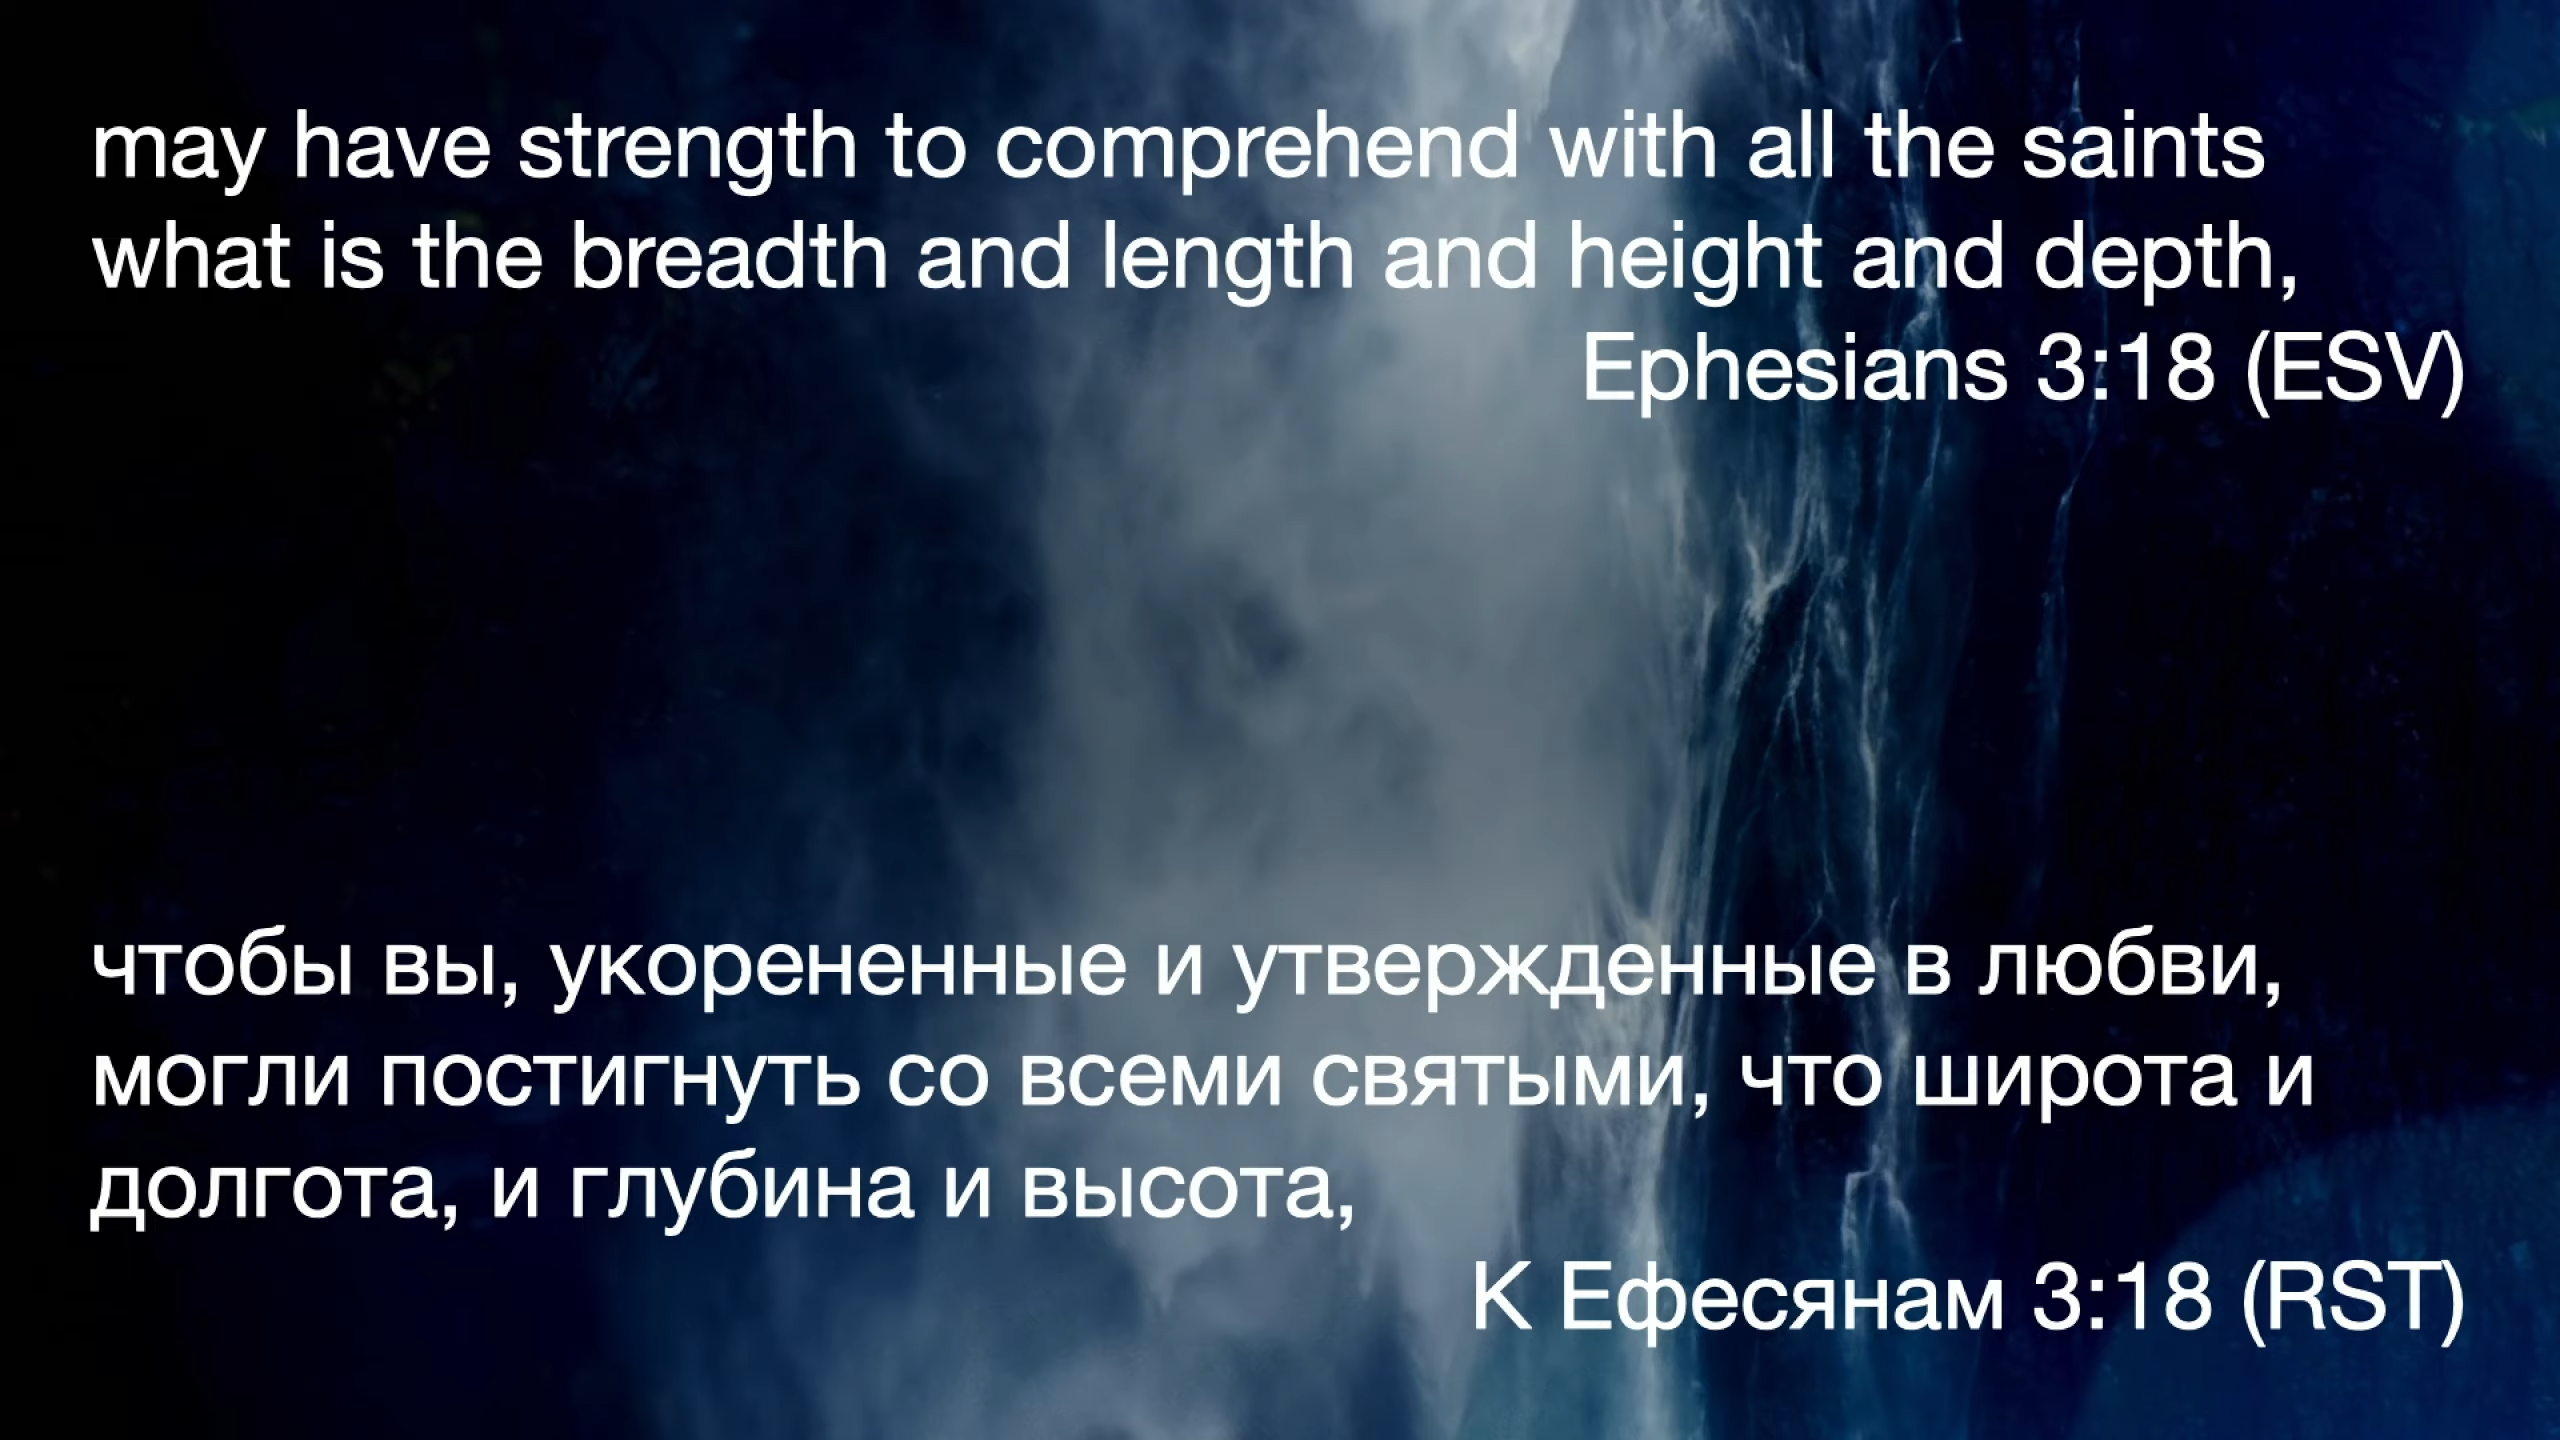 may have strength to comprehend with all the saints
what is the breadth and length and height and depth,
Ephesians 3:18 (ESV)
чтобы вы, укорененные и утвержденные в любви,
могли постигнуть со всеми святыми, что широта и
долгота, и глубина и высота,
К Ефесянам 3:18 (RST)